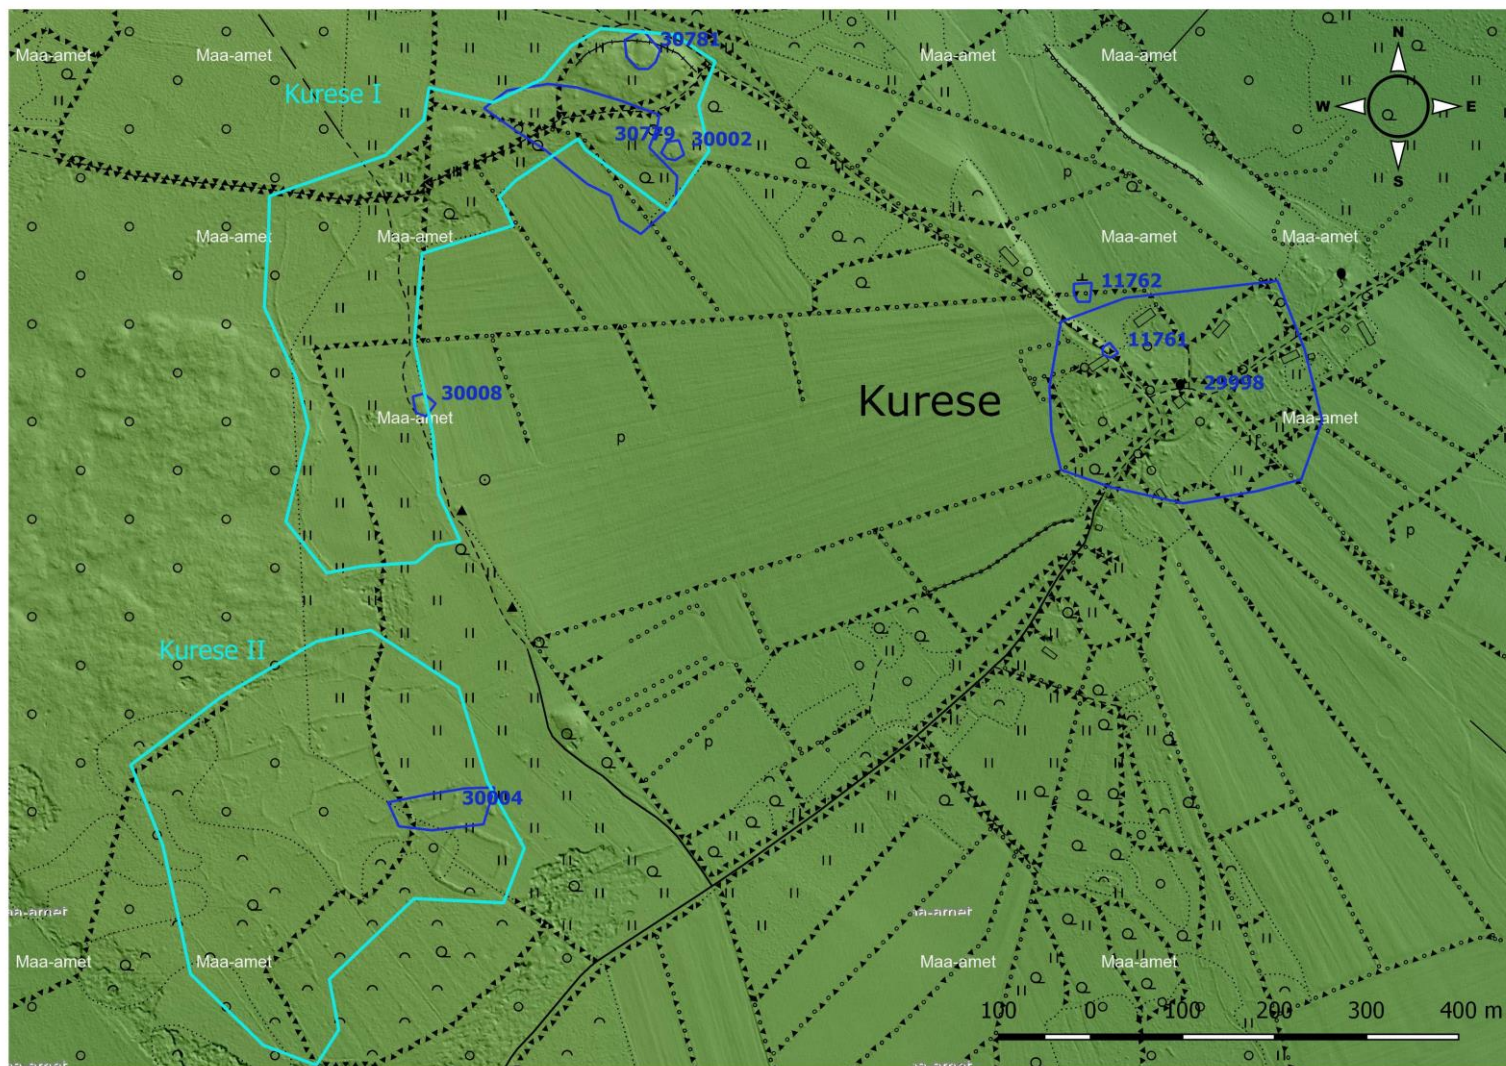 30781
Maa-amet Maa-amet Maa-amet Maa-amet
N
Kurese I
W E
30779 30002
S
p
Maa-amet Maa-amet Maa-amet Maa-amet
11762
11761
29998
30008
Kurese
Maa-amet Maa-amet
p
p
Kurese II
p
30004
Maa-amet Maa-amet Maa-amet Maa-amet
100 0 100 200 300 400 m